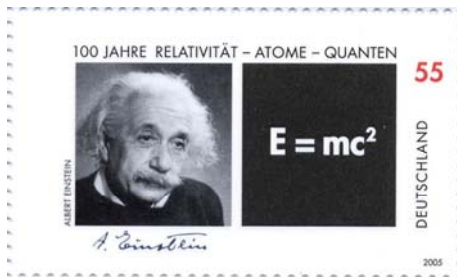 100 JAHRE RELATIVITÄT – ATOME – QUANTEN
55
ALBERT EINSTEIN
E = mc²
DEUTSCHLAND
A. Einstein
2005